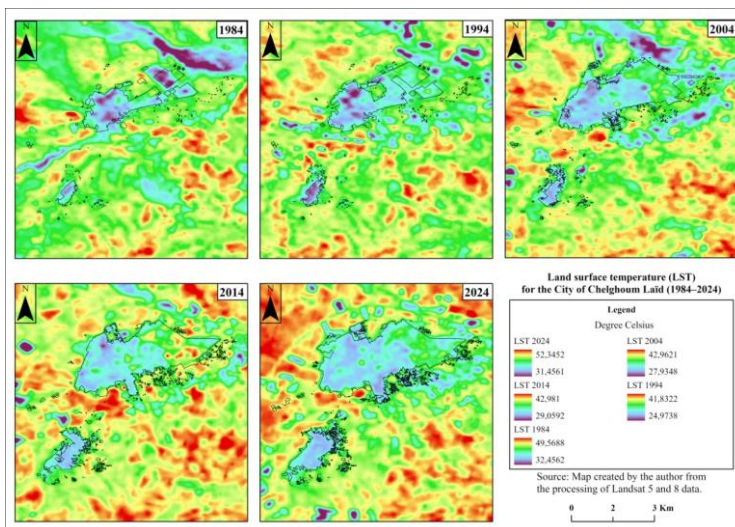 N
1984
N
1994
N
2004
N
2014
N
2024
Land surface temperature (LST)
for the City of Chelghoum Laïd (1984–2024)
Legend
Degree Celsius
LST 2024
52,3452
31,4561
LST 2004
42,9621
27,9348
LST 2014
42,981
29,0592
LST 1994
41,8322
24,9738
LST 1984
49,5688
32,4562
Source: Map created by the author from
the processing of Landsat 5 and 8 data.
0 2 3 Km